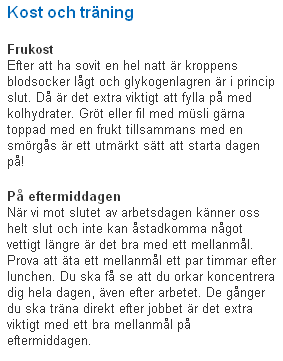 Kost och träning
Frukost
Efter att ha sovit en hel natt är kroppens
blodsocker lågt och glykogenlagren är i princip
slut. Då är det extra viktigt att fylla på med
kolhydrater. Gröt eller fil med müsli gärna
toppad med en frukt tillsammans med en
smörgås är ett utmärkt sätt att starta dagen
på!
På eftermiddagen
När vi mot slutet av arbetsdagen känner oss
helt slut och inte kan åstadkomma något
vettigt längre är det bra med ett mellanmål.
Prova att äta ett mellanmål ett par timmar efter
lunchen. Du ska få se att du orkar koncentrera
dig hela dagen, även efter arbetet. De gånger
du ska träna direkt efter jobbet är det extra
viktigt med ett bra mellanmål på
eftermiddagen.